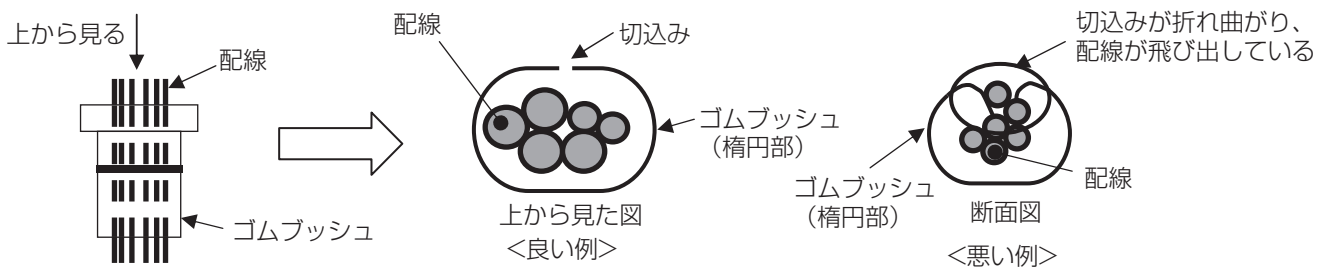 上から見る
配線
ゴムブッシュ
配線
切込み
ゴムブッシュ
（楕円部）
上から見た図
＜良い例＞
切込みが折れ曲がり、
配線が飛び出している
ゴムブッシュ
（楕円部）
配線
断面図
＜悪い例＞